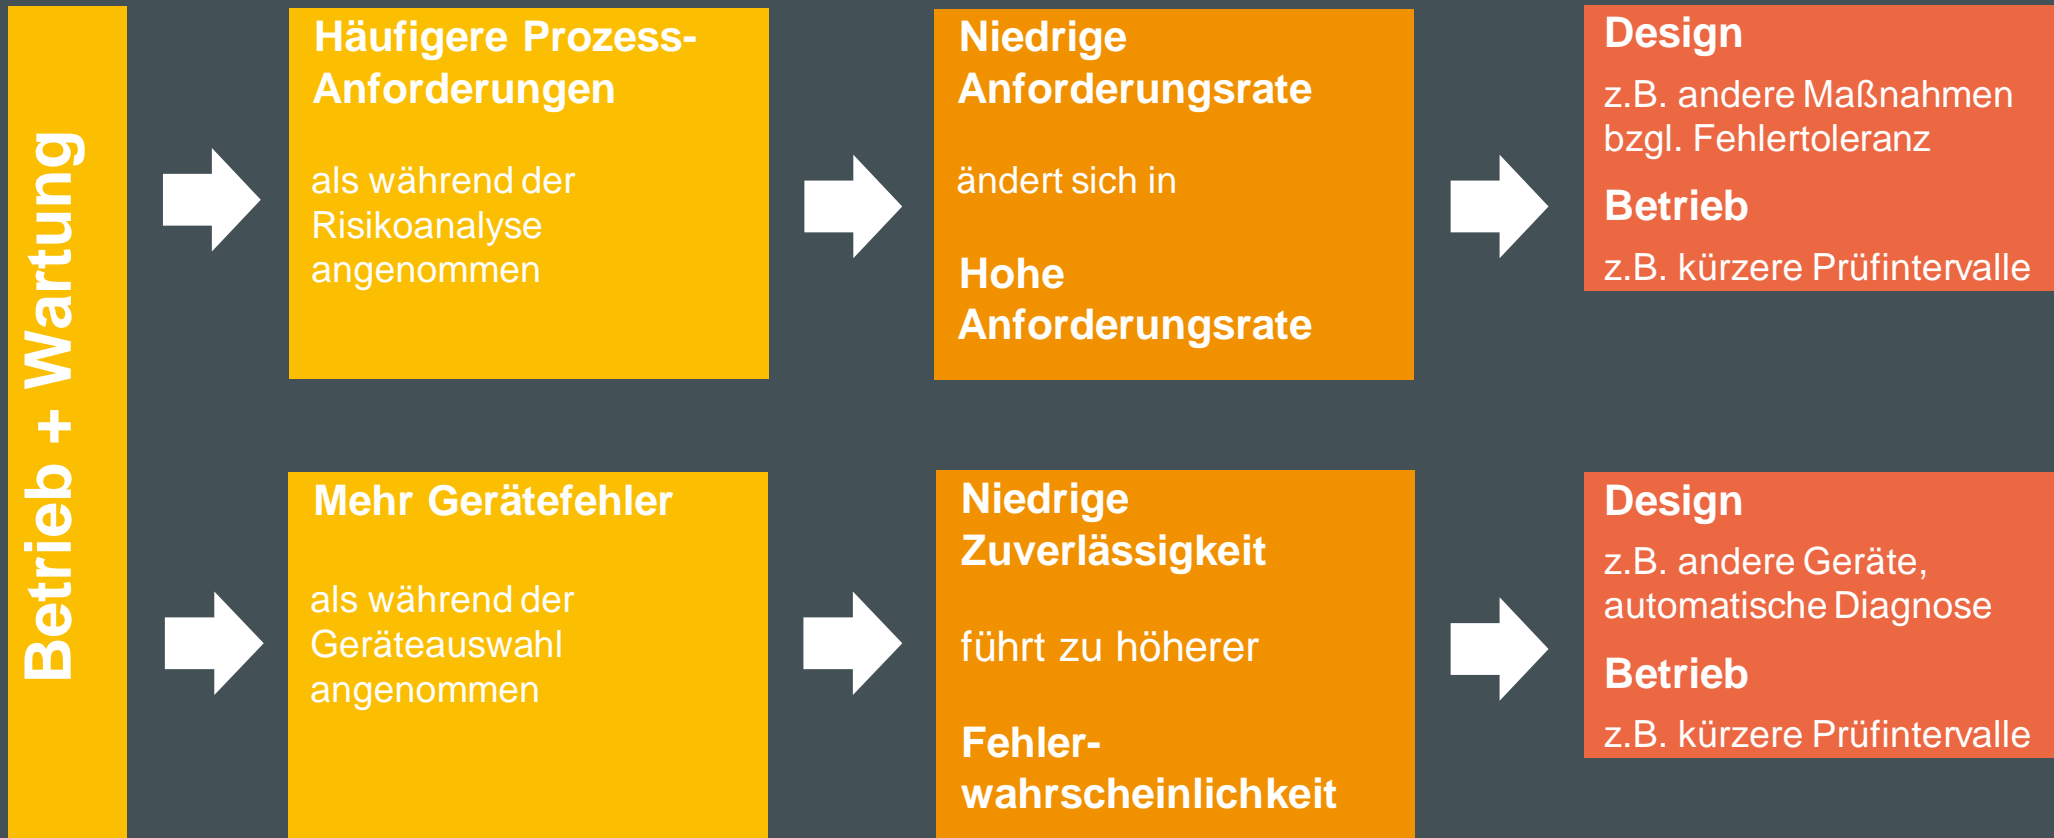 Betrieb + Wartung
Häufigere Prozess-
Anforderungen
als während der
Risikoanalyse
angenommen
Niedrige
Anforderungsrate
ändert sich in
Hohe
Anforderungsrate
Design
z.B. andere Maßnahmen
bzgl. Fehlertoleranz
Betrieb
z.B. kürzere Prüfintervalle
Mehr Gerätefehler
als während der
Geräteauswahl
angenommen
Niedrige
Zuverlässigkeit
führt zu höherer
Fehler-
wahrscheinlichkeit
Design
z.B. andere Geräte,
automatische Diagnose
Betrieb
z.B. kürzere Prüfintervalle